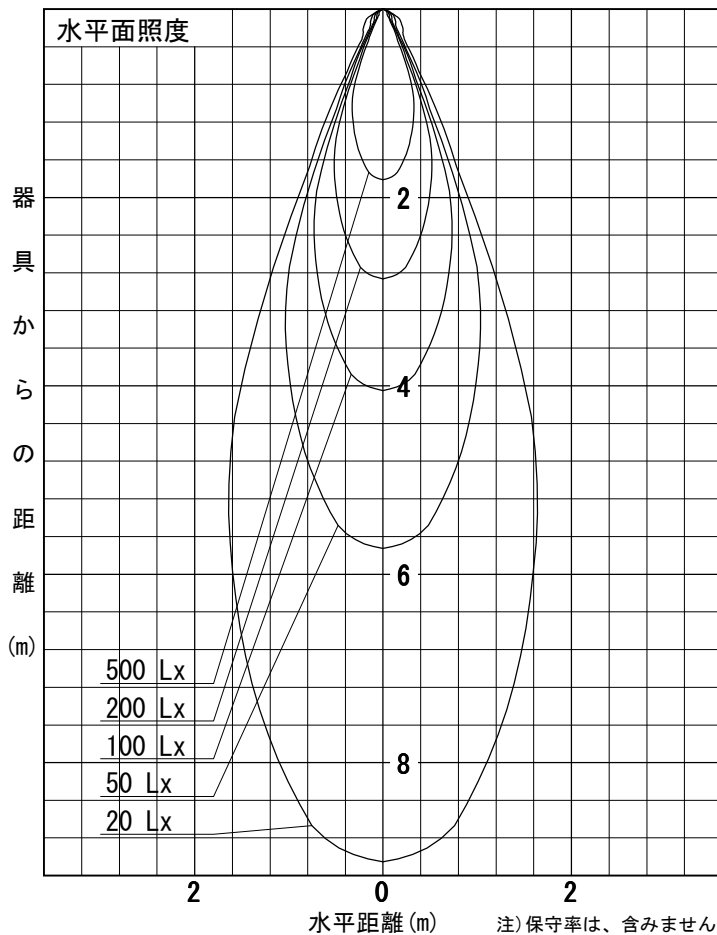 水平面照度
器具からの距離(m)
2
4
6
8
500 Lx
200 Lx
100 Lx
50 Lx
20 Lx
2 0 2
水平距離(m)
注)保守率は、含みません